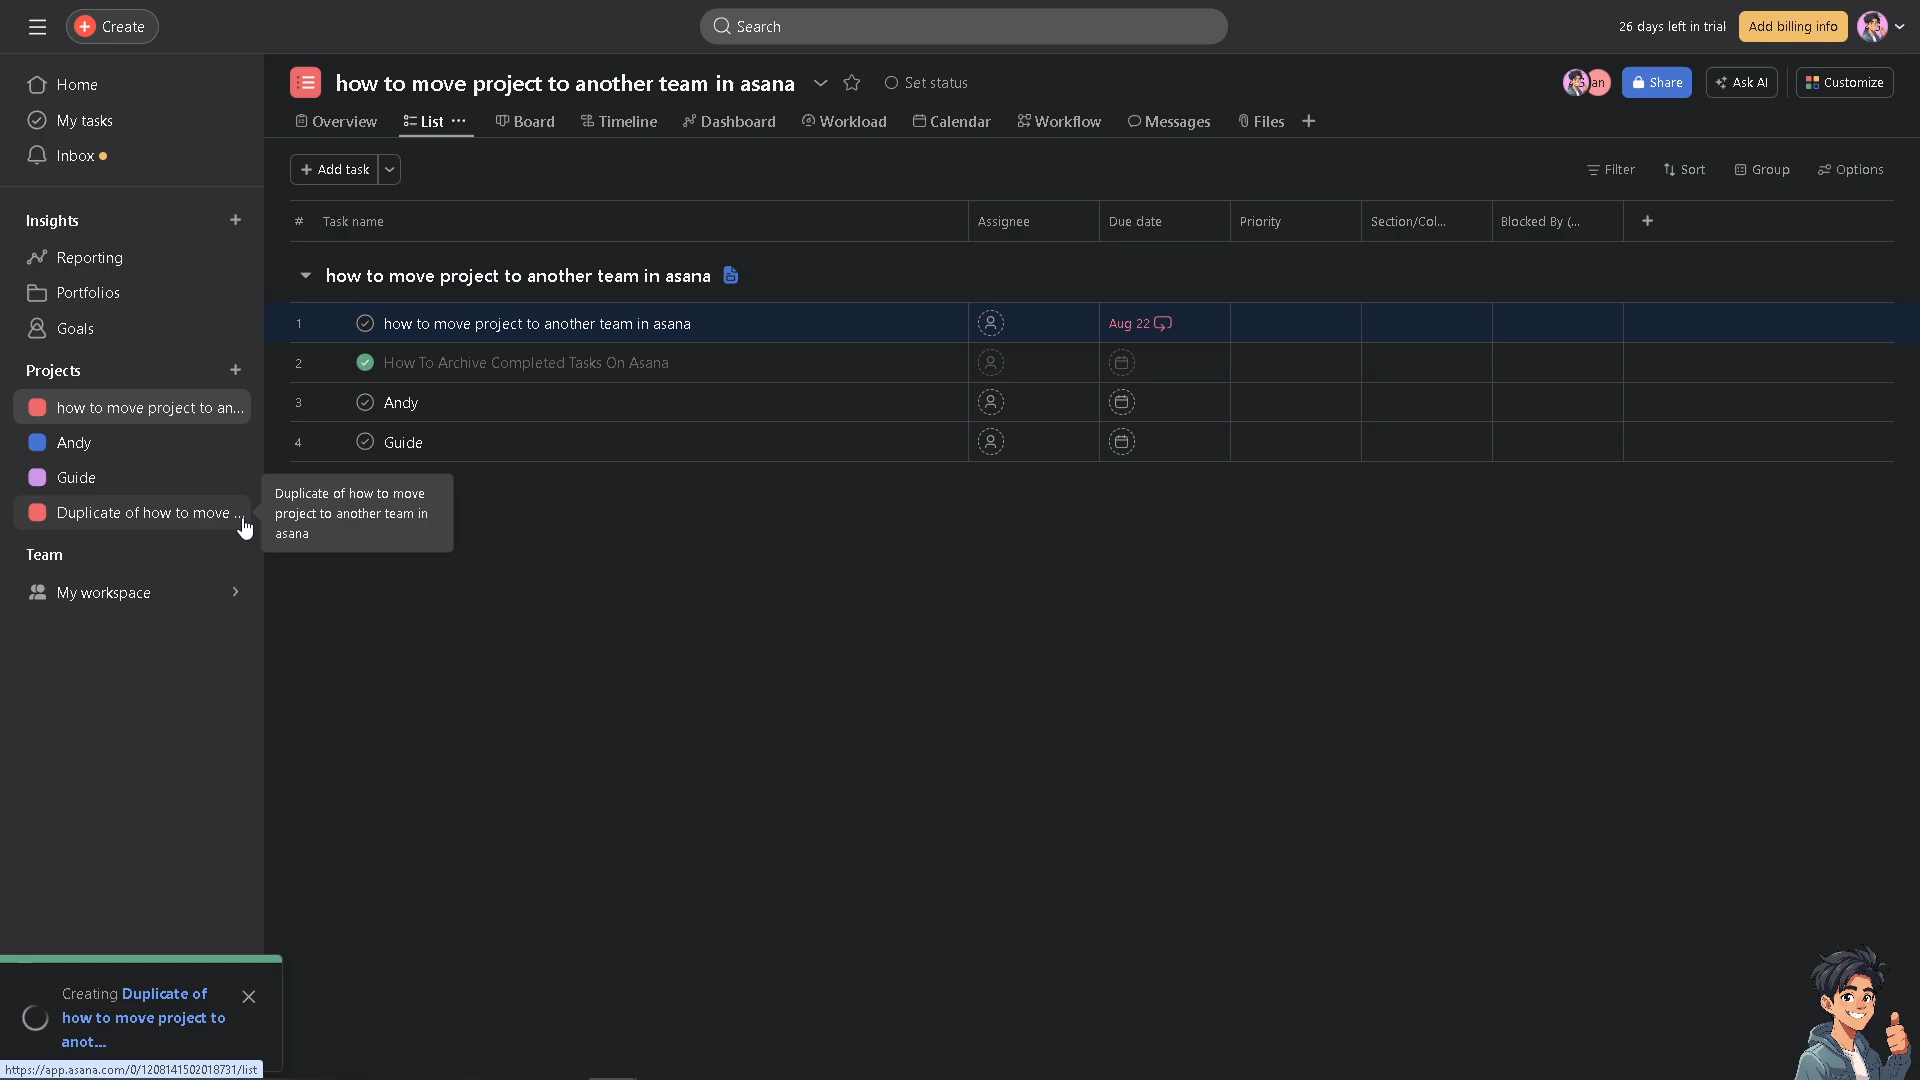 Create
Search
26 days left in trial
Add billing info
Home
My tasks
Inbox
Insights
Reporting
Portfolios
Goals
Projects
how to move project to an...
Andy
Guide
Duplicate of how to move ...
Team
My workspace
how to move project to another team in asana
Set status
an
Share
Ask AI
Customize
Overview
List
Board
Timeline
Dashboard
Workload
Calendar
Workflow
Messages
Files
Add task
Filter
Sort
Group
Options
# Task name Assignee Due date Priority Section/Col... Blocked By (...
how to move project to another team in asana
1 how to move project to another team in asana Aug 22
2 How To Archive Completed Tasks On Asana
3 Andy
4 Guide
Duplicate of how to move
project to another team in
asana
Creating Duplicate of
how to move project to
anot...
https://app.asana.com/0/1208141502018731/list